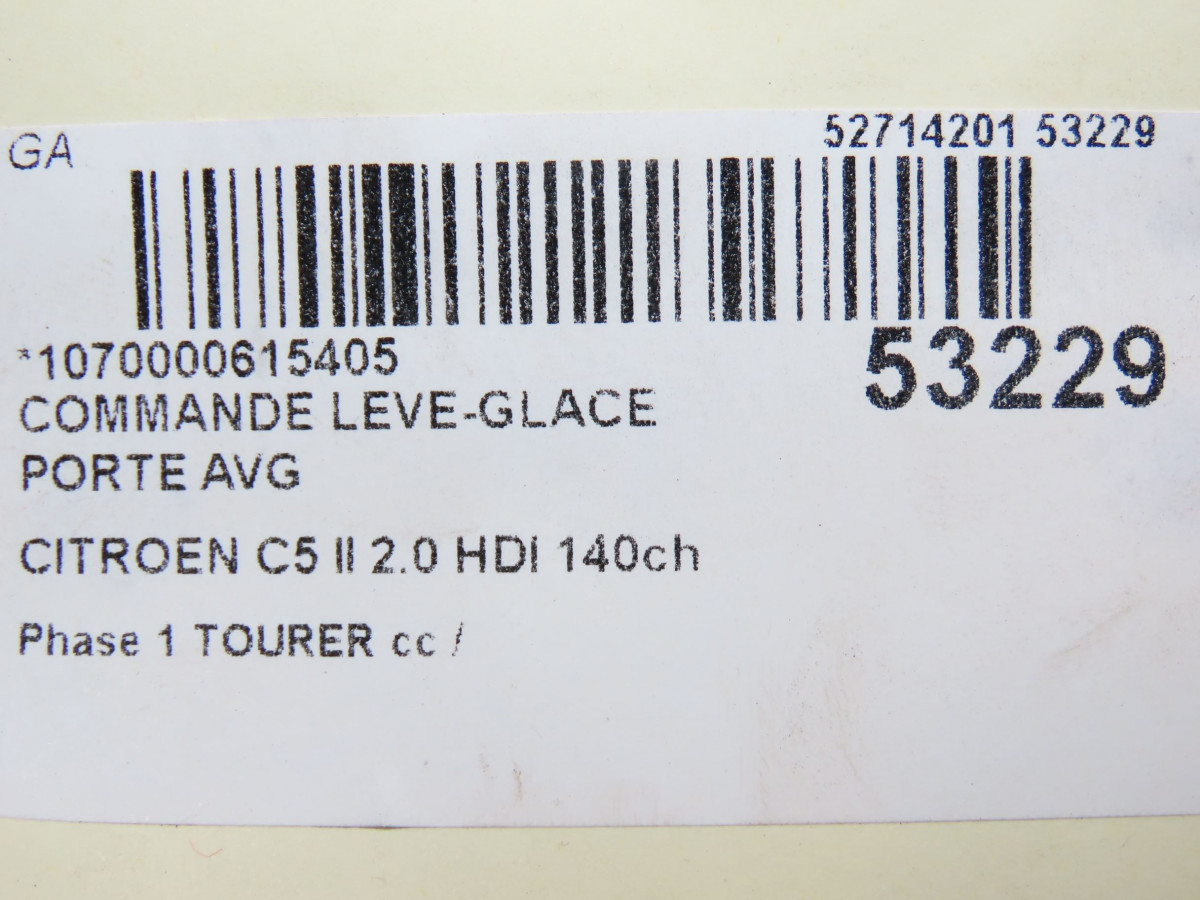 GA
52714201 53229
*1070000615405
53229
COMMANDE LEVE-GLACE
PORTE AVG
CITROEN C5 II 2.0 HDI 140ch
Phase 1 TOURER cc /